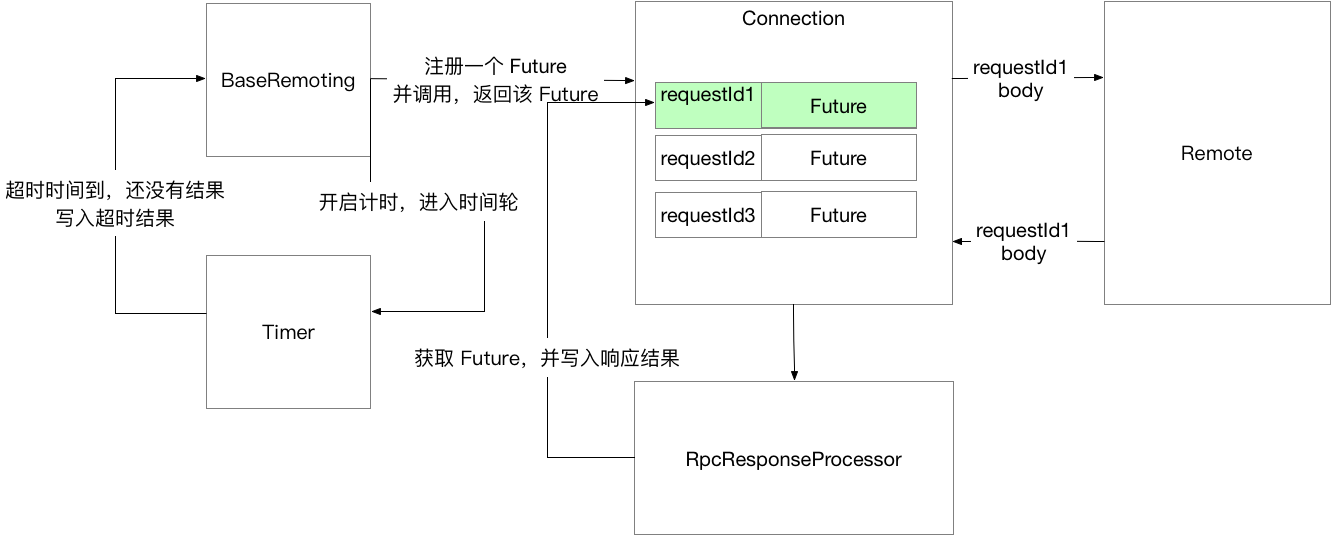 Connection
BaseRemoting
注册一个 Future
并调用，返回该 Future
requestId1
Future
requestId2
Future
requestId3
Future
requestId1
body
Remote
requestId1
body
超时时间到，还没有结果
写入超时结果
开启计时，进入时间轮
Timer
获取 Future，并写入响应结果
RpcResponseProcessor